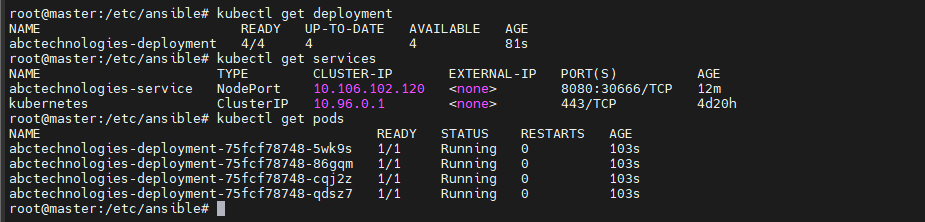 root@master:/etc/ansible# kubectl get deployment
NAME                       READY   UP-TO-DATE   AVAILABLE   AGE
abctechnologies-deployment   4/4     4            4           81s
root@master:/etc/ansible# kubectl get services
NAME                      TYPE        CLUSTER-IP       EXTERNAL-IP   PORT(S)          AGE
abctechnologies-service   NodePort    10.106.102.120   <none>        8080:30666/TCP   12m
kubernetes                ClusterIP   10.96.0.1        <none>        443/TCP          4d20h
root@master:/etc/ansible# kubectl get pods
NAME                                          READY   STATUS    RESTARTS   AGE
abctechnologies-deployment-75fcf78748-5wk9s   1/1     Running   0          103s
abctechnologies-deployment-75fcf78748-86gqm   1/1     Running   0          103s
abctechnologies-deployment-75fcf78748-cqj2z   1/1     Running   0          103s
abctechnologies-deployment-75fcf78748-qdsz7   1/1     Running   0          103s
root@master:/etc/ansible#